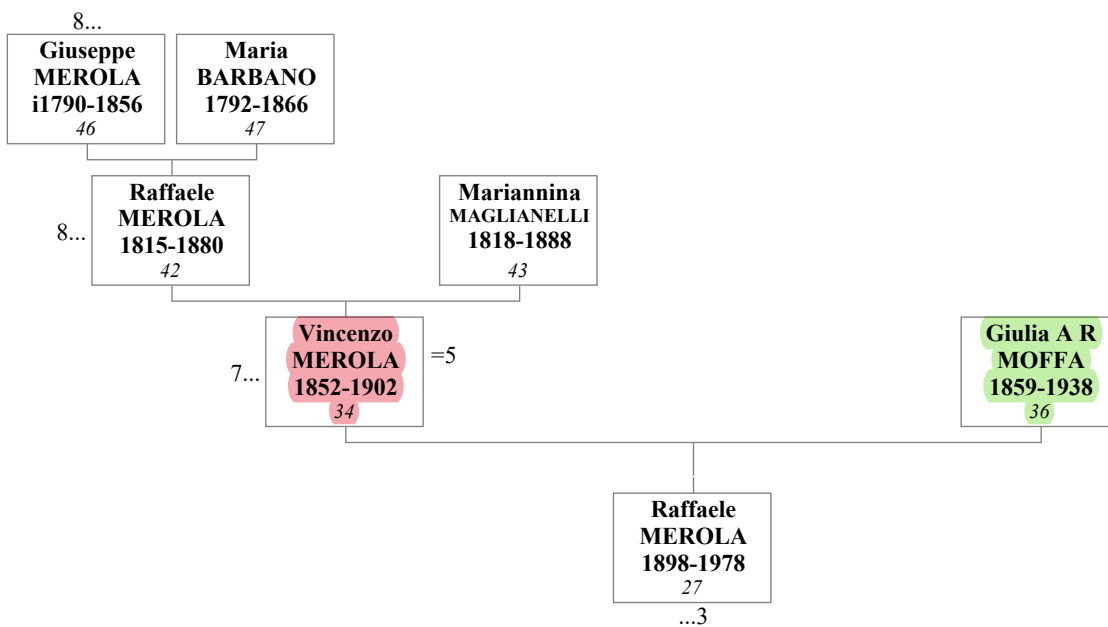 8...
Giuseppe
MEROLA
i1790-1856
46
Maria
BARBANO
1792-1866
47
8...
Raffaele
MEROLA
1815-1880
42
Mariannina
MAGLIANELLI
1818-1888
43
7...
Vincenzo
MEROLA
1852-1902
34
=5
Giulia A R
MOFFA
1859-1938
36
Raffaele
MEROLA
1898-1978
27
...3